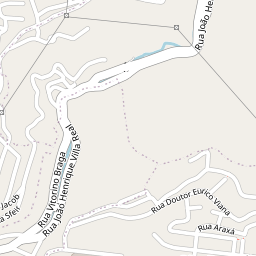 Rua João He
Rua Vitorino Braga
Rua João Henrique Villa Real
Jacob
a Sfeir
Rua Doutor Eurico Viana
Rua Araxá